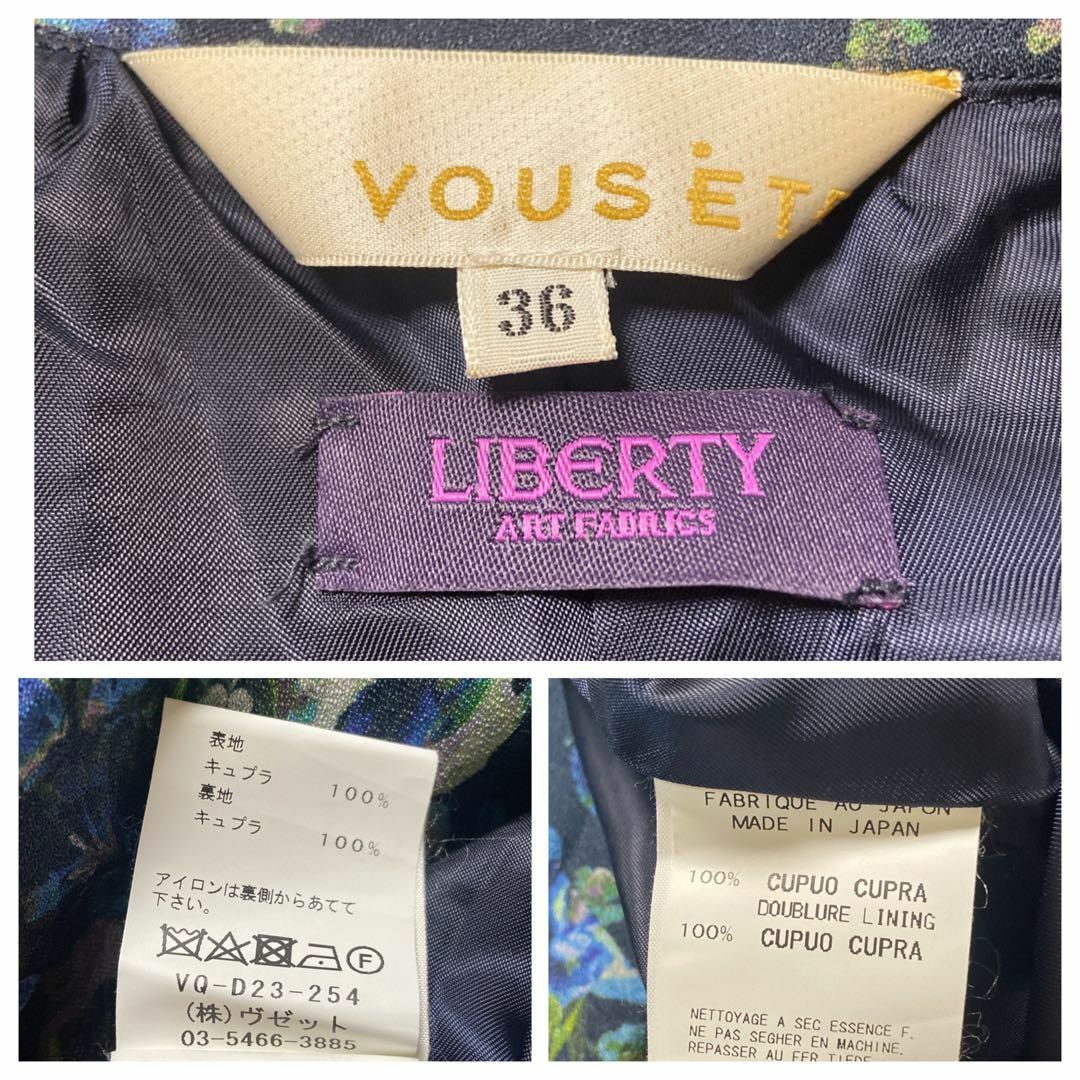 VOUS ÊT
36
LIBERTY
ART FABRICS
表地
キュプラ 100%
裏地
キュプラ 100%
アイロンは裏側からあてて
下さい。
F
VQ-D23-254
(株)ヴゼット
03-5466-3885
FABRIQUE AU JAPON
MADE IN JAPAN
100% CUPUO CUPRA
DOUBLURE LINING
100% CUPUO CUPRA
NETTOYAGE A SEC ESSENCE F.
NE PAS SEGHER EN MACHINE.
REPASSER AU FER TIEDE